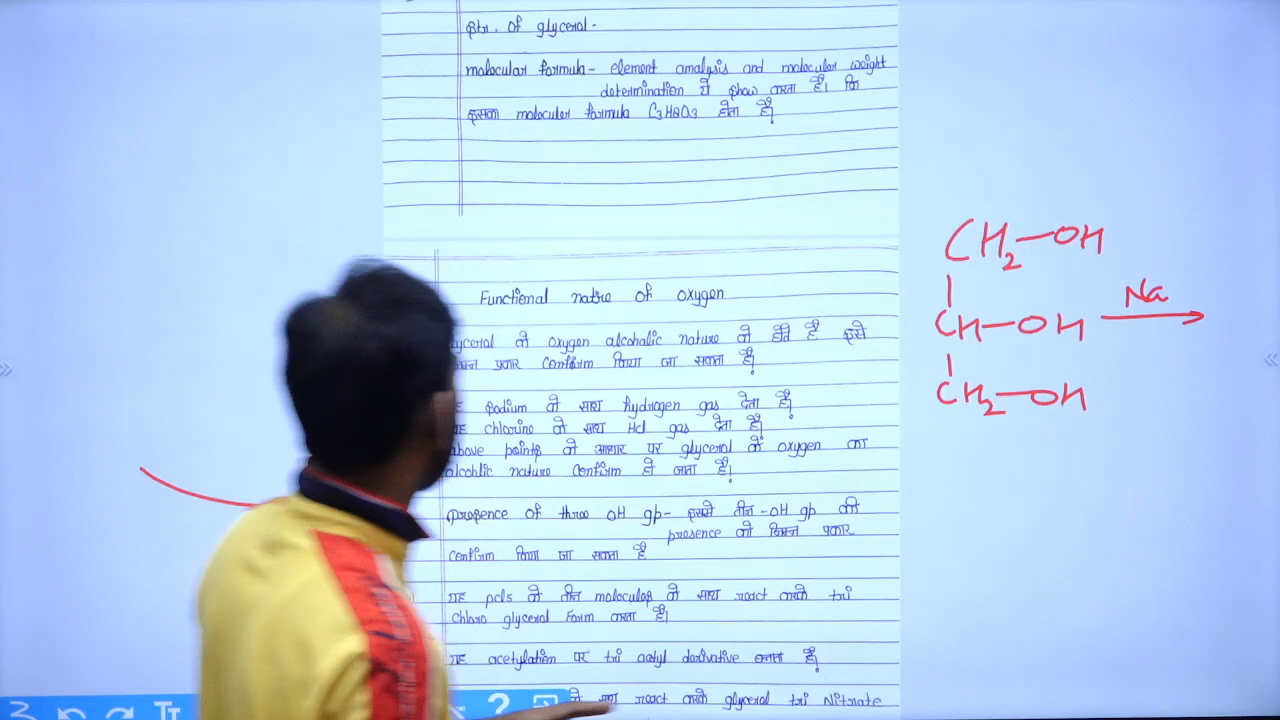 str. of glycerol -
molecular formula - element analysis and molecular weight
determination से show करता है। कि
इसका molecular formula C3H8O3 होता है।
Functional natire of oxygen
glycerol के oxygen alcoholic nature के होते हैं इसे
प्रकार Confirm किया जा सकता है।
sodium के साथ hydrogen gas देता है।
chlorine के साथ Hcl gas देता है।
above points के आधार पर glycerol के oxygen का
alcohlic nature Confirm हो जाता है।
presence of three OH gp - इसमें तीन -OH gp की
presence को निम्न प्रकार
Confirm किया जा सकता है
यह pcl5 के तीन molecules के साथ react करके tri
chloro glycerol Form करता है।
यह acetylation पर tri acetyl derivative बनाता है।
के साथ react करके glycerol tri Nitrate
CH2-OH
CH-OH Na
CH2-OH